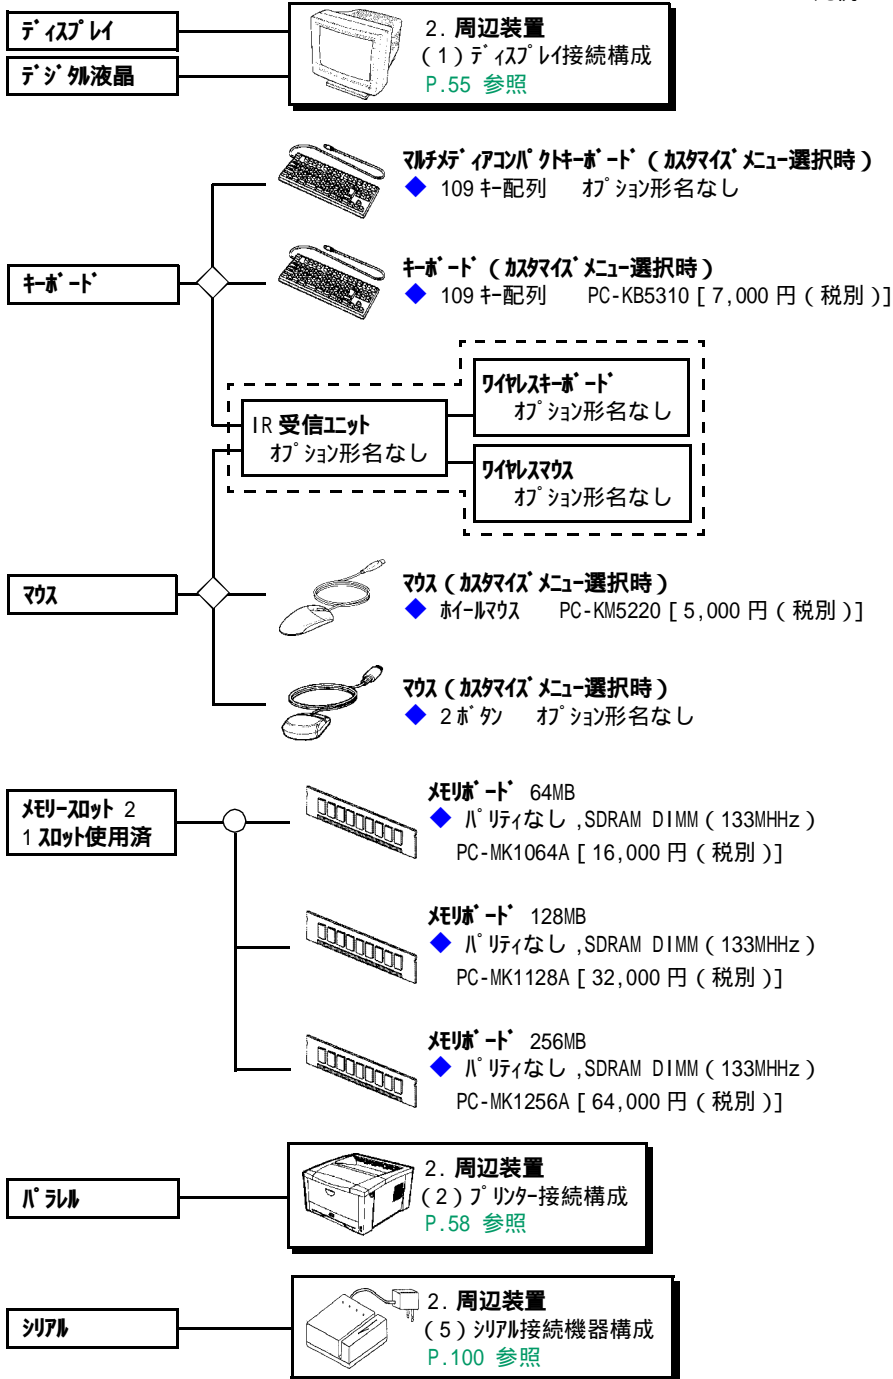 ディスプレイ
デジタル液晶
2. 周辺装置
(1)ディスプレイ接続構成
P.55 参照
マルチメディアコンパクトキーボード(カスタマイズメニュー選択時)
◆ 109キー配列 オプション形名なし
キーボード
キーボード(カスタマイズメニュー選択時)
◆ 109キー配列 PC-KB5310[7,000円(税別)]
IR受信ユニット
オプション形名なし
ワイヤレスキーボード
オプション形名なし
ワイヤレスマウス
オプション形名なし
マウス
マウス(カスタマイズメニュー選択時)
◆ ホイールマウス PC-KM5220[5,000円(税別)]
マウス(カスタマイズメニュー選択時)
◆ 2ボタン オプション形名なし
メモリースロット 2
1スロット使用済
メモリボード 64MB
◆ パリティなし,SDRAM DIMM(133MHHz)
PC-MK1064A[16,000円(税別)]
メモリボード 128MB
◆ パリティなし,SDRAM DIMM(133MHHz)
PC-MK1128A[32,000円(税別)]
メモリボード 256MB
◆ パリティなし,SDRAM DIMM(133MHHz)
PC-MK1256A[64,000円(税別)]
パラレル
2. 周辺装置
(2)プリンター接続構成
P.58 参照
シリアル
2. 周辺装置
(5)シリアル接続機器構成
P.100 参照